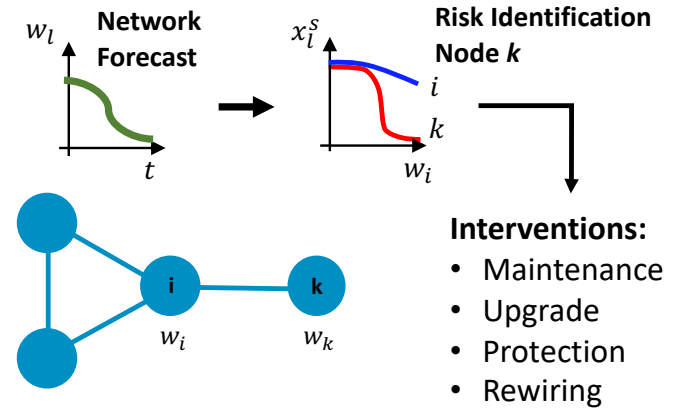 w_l
Network
Forecast
t
x_l^s
Risk Identification
Node k
i
k
w_i
i
k
w_i
w_k
Interventions:
• Maintenance
• Upgrade
• Protection
• Rewiring